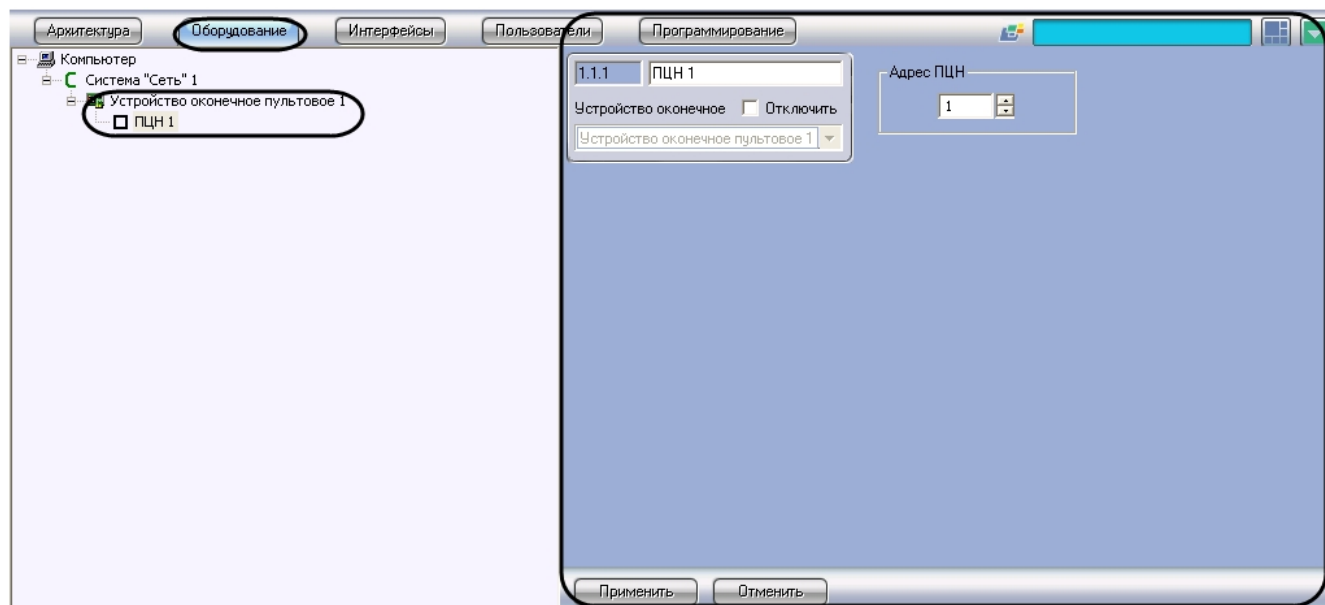 Архитектура Оборудование Интерфейсы Пользователи Программирование
Компьютер
Система "Сеть" 1
Устройство оконечное пультовое 1
ПЦН 1
1.1.1 ПЦН 1
Устройство оконечное Отключить
Устройство оконечное пультовое 1
Адрес ПЦН
1
Применить Отменить